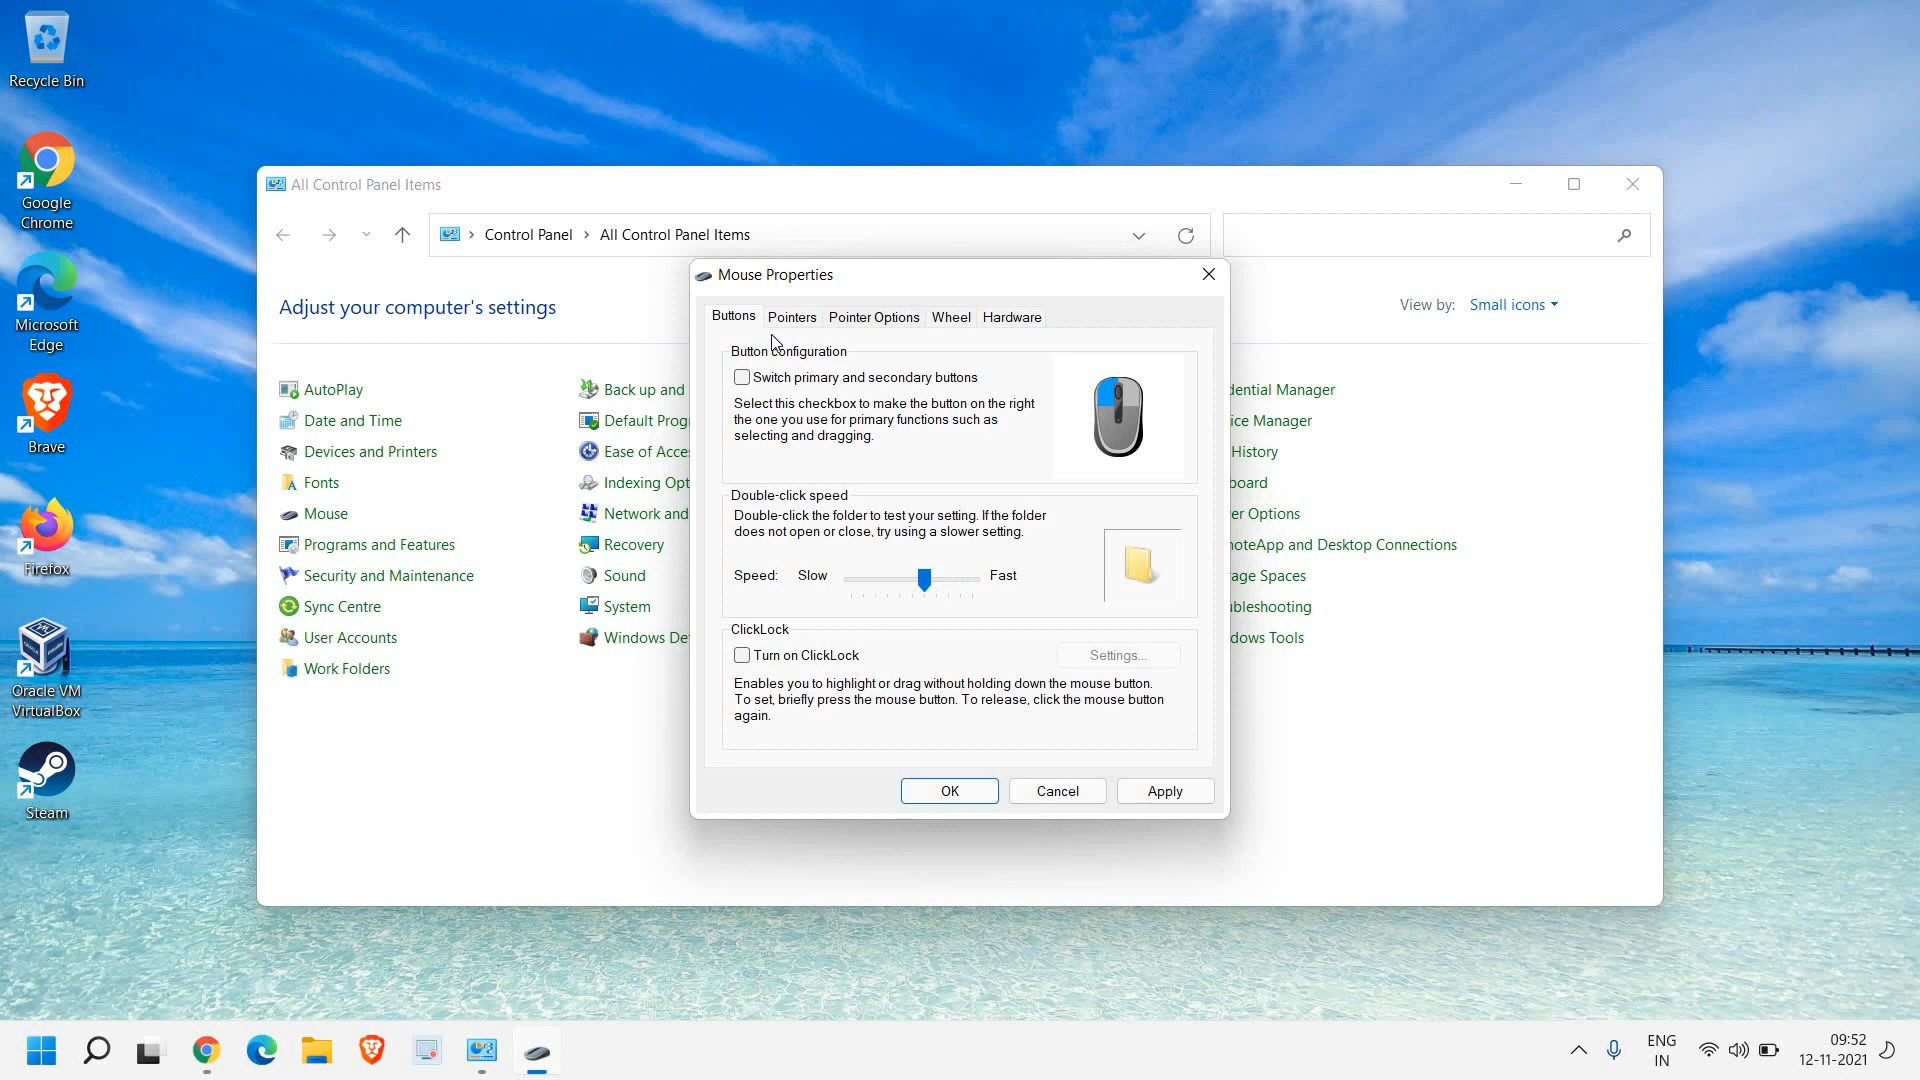 Recycle Bin
Google
Chrome
Microsoft
Edge
Brave
Firefox
Oracle VM
VirtualBox
Steam
All Control Panel Items
Control Panel > All Control Panel Items
Adjust your computer's settings
View by: Small icons
AutoPlay
Date and Time
Devices and Printers
Fonts
Mouse
Programs and Features
Security and Maintenance
Sync Centre
User Accounts
Work Folders
Back up and
Default Prog
Ease of Acce
Indexing Opt
Network and
Recovery
Sound
System
Windows De
dential Manager
ice Manager
History
board
er Options
noteApp and Desktop Connections
age Spaces
ubleshooting
dows Tools
Mouse Properties
Buttons Pointers Pointer Options Wheel Hardware
Button configuration
Switch primary and secondary buttons
Select this checkbox to make the button on the right
the one you use for primary functions such as
selecting and dragging.
Double-click speed
Double-click the folder to test your setting. If the folder
does not open or close, try using a slower setting.
Speed: Slow Fast
ClickLock
Turn on ClickLock Settings...
Enables you to highlight or drag without holding down the mouse button.
To set, briefly press the mouse button. To release, click the mouse button
again.
OK Cancel Apply
ENG
IN
09:52
12-11-2021